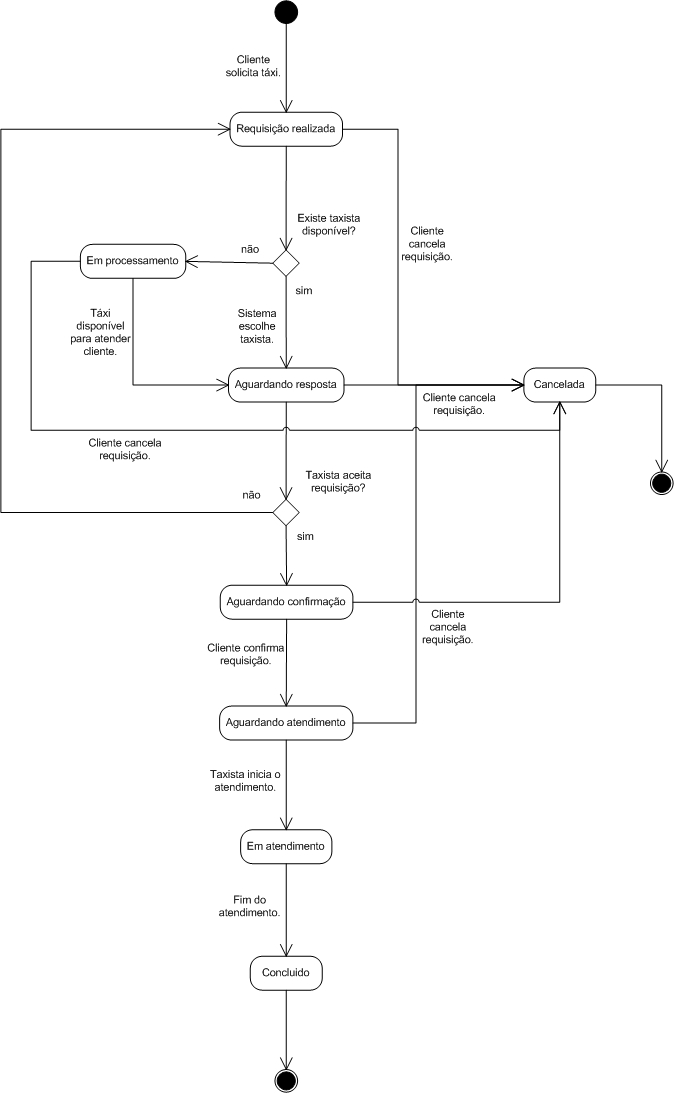 Cliente
solicita táxi.
Requisição realizada
Existe taxista
disponível?
Cliente
cancela
requisição.
não
Em processamento
sim
Táxi
disponível
para atender
cliente.
Sistema
escolhe
taxista.
Aguardando resposta
Cancelada
Cliente cancela
requisição.
Cliente cancela
requisição.
Taxista aceita
requisição?
não
sim
Aguardando confirmação
Cliente
cancela
requisição.
Cliente confirma
requisição.
Aguardando atendimento
Taxista inicia o
atendimento.
Em atendimento
Fim do
atendimento.
Concluido